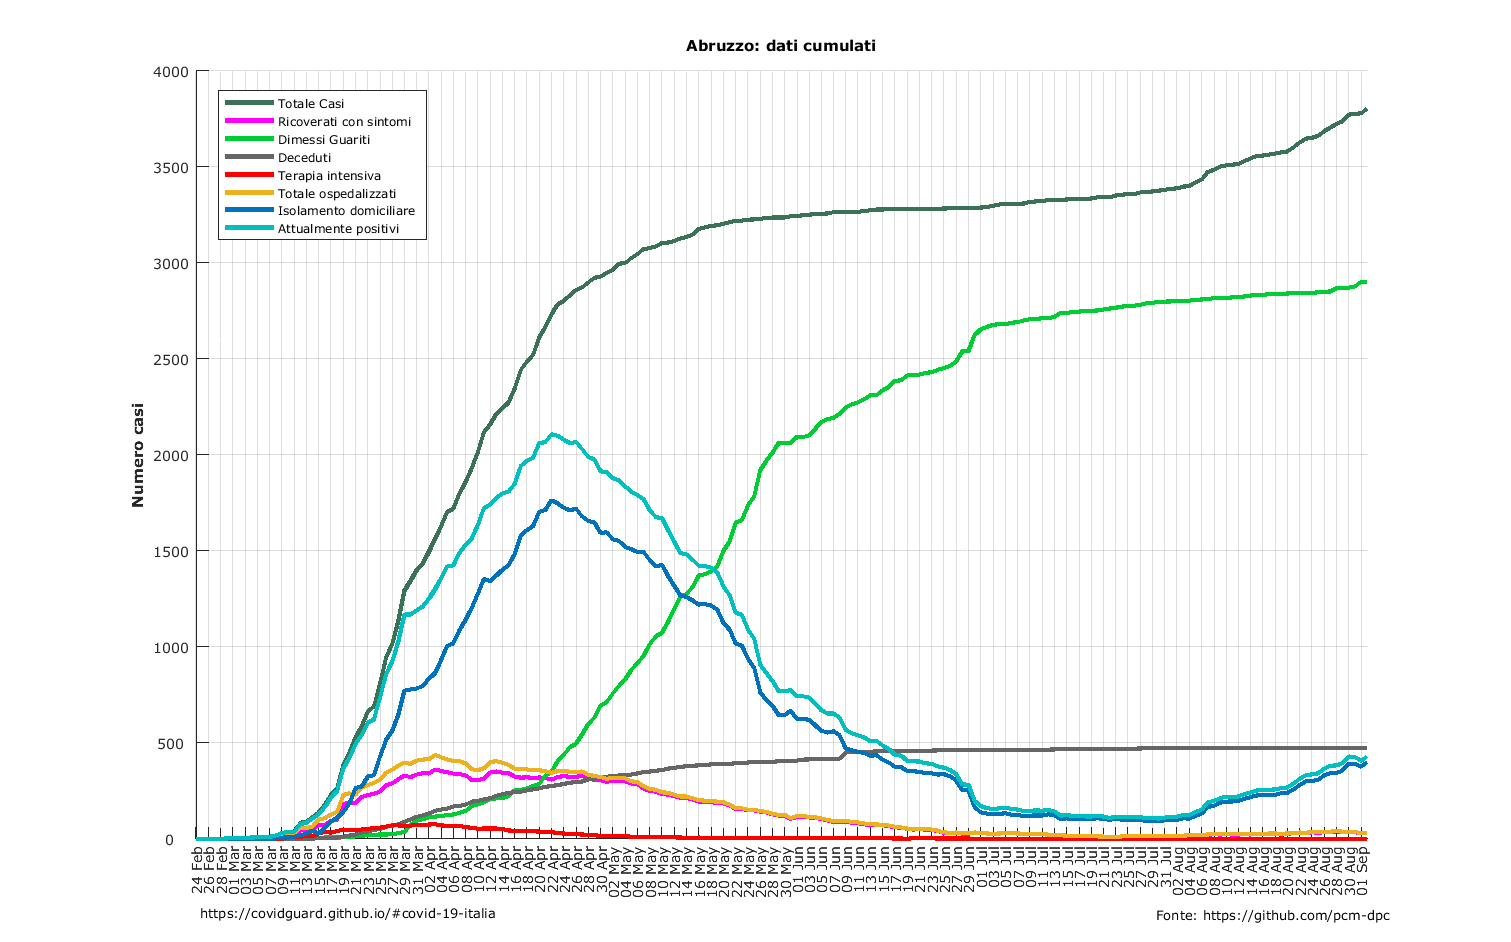 Abruzzo: dati cumulati
4000
3500
3000
2500
2000
1500
1000
500
0
Numero casi
Totale Casi
Ricoverati con sintomi
Dimessi Guariti
Deceduti
Terapia intensiva
Totale ospedalizzati
Isolamento domiciliare
Attualmente positivi
24 Feb
26 Feb
28 Feb
01 Mar
03 Mar
05 Mar
07 Mar
09 Mar
11 Mar
13 Mar
15 Mar
17 Mar
19 Mar
21 Mar
23 Mar
25 Mar
27 Mar
29 Mar
31 Mar
02 Apr
04 Apr
06 Apr
08 Apr
10 Apr
12 Apr
14 Apr
16 Apr
18 Apr
20 Apr
22 Apr
24 Apr
26 Apr
28 Apr
30 Apr
02 May
04 May
06 May
08 May
10 May
12 May
14 May
16 May
18 May
20 May
22 May
24 May
26 May
28 May
30 May
01 Jun
03 Jun
05 Jun
07 Jun
09 Jun
11 Jun
13 Jun
15 Jun
17 Jun
19 Jun
21 Jun
23 Jun
25 Jun
27 Jun
29 Jun
01 Jul
03 Jul
05 Jul
07 Jul
09 Jul
11 Jul
13 Jul
15 Jul
17 Jul
19 Jul
21 Jul
23 Jul
25 Jul
27 Jul
29 Jul
31 Jul
02 Aug
04 Aug
06 Aug
08 Aug
10 Aug
12 Aug
14 Aug
16 Aug
18 Aug
20 Aug
22 Aug
24 Aug
26 Aug
28 Aug
30 Aug
01 Sep
https://covidguard.github.io/#covid-19-italia
Fonte: https://github.com/pcm-dpc